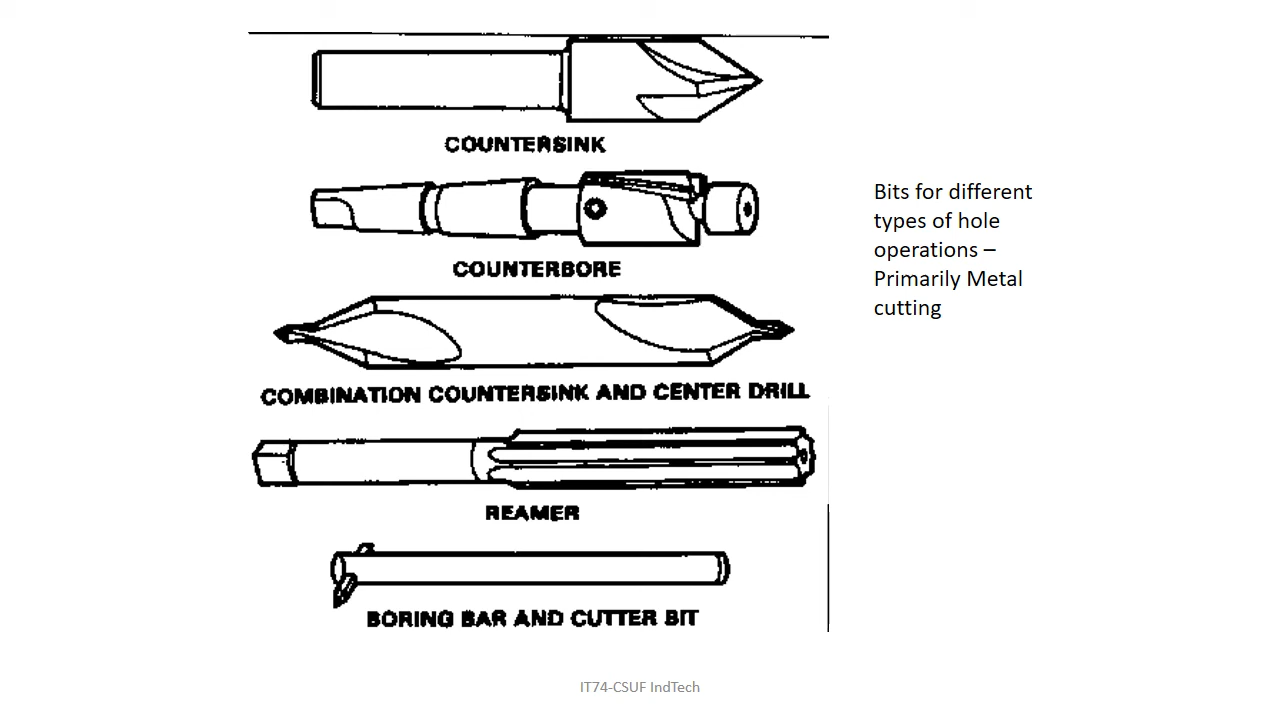 COUNTERSINK
COUNTERBORE
COMBINATION COUNTERSINK AND CENTER DRILL
REAMER
BORING BAR AND CUTTER BIT
Bits for different
types of hole
operations –
Primarily Metal
cutting
IT74-CSUF IndTech